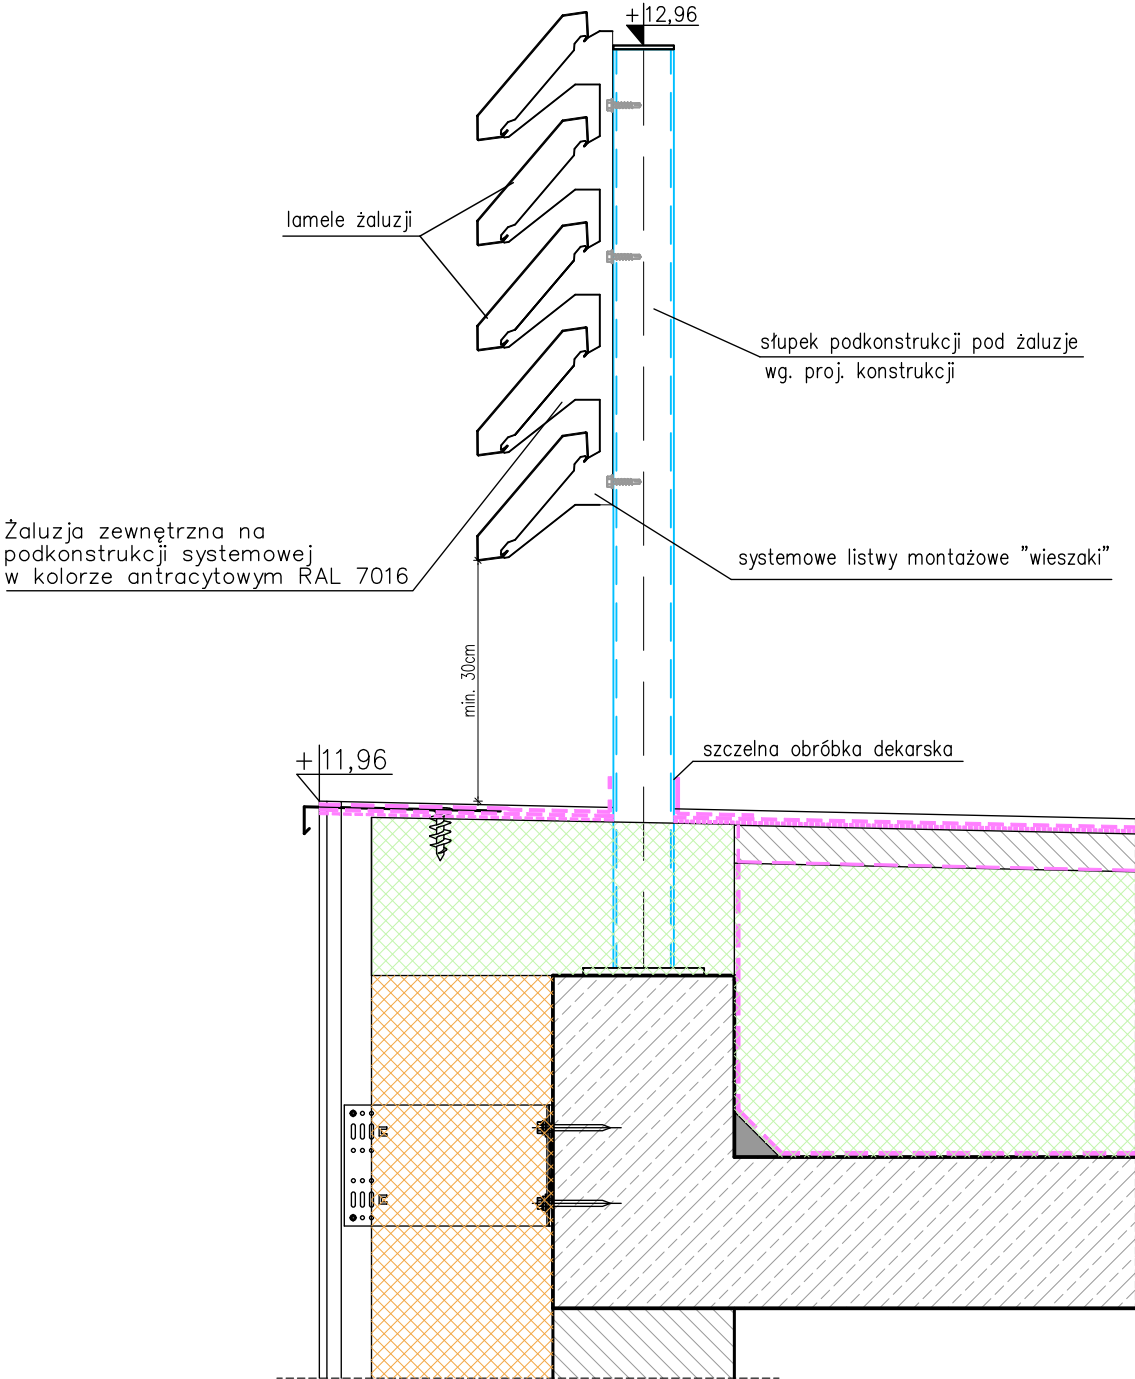 +12,96
lamele żaluzji
słupek podkonstrukcji pod żaluzje
wg. proj. konstrukcji
Żaluzja zewnętrzna na
podkonstrukcji systemowej
w kolorze antracytowym RAL 7016
systemowe listwy montażowe "wieszaki"
min. 30cm
szczelna obróbka dekarska
+11,96